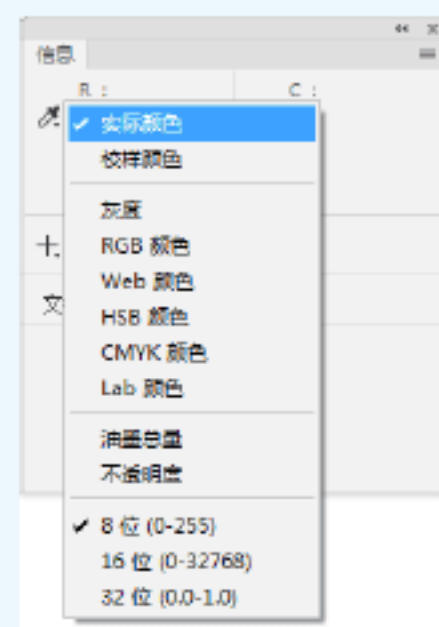 信息
R : C :
实际颜色
校样颜色
灰度
RGB 颜色
Web 颜色
HSB 颜色
CMYK 颜色
Lab 颜色
文
油墨总量
不透明度
8 位 (0-255)
16 位 (0-32768)
32 位 (0.0-1.0)